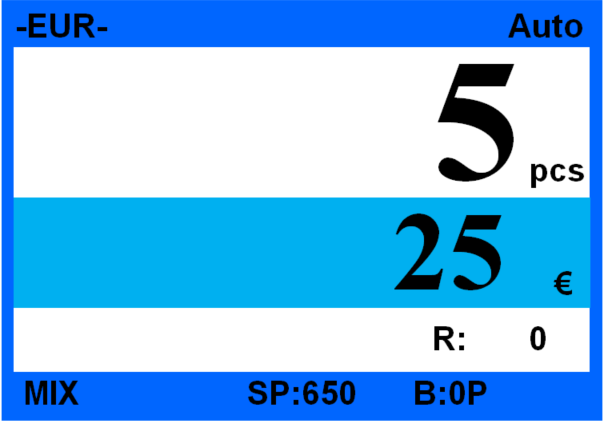 -EUR- Auto
5 pcs
25 €
R: 0
MIX SP:650 B:0P